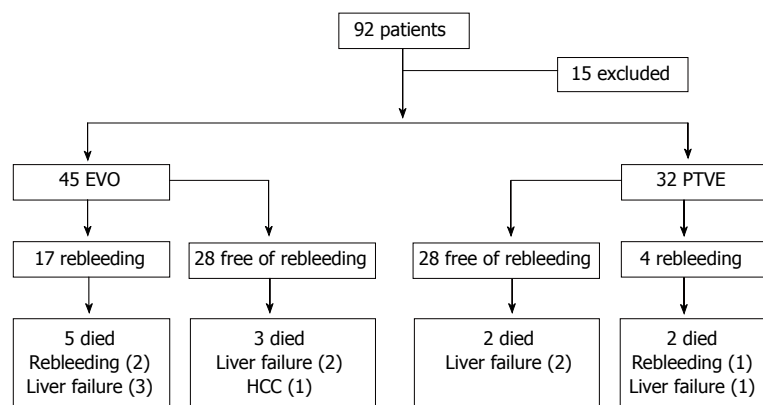 92 patients
15 excluded
45 EVO
32 PTVE
17 rebleeding
28 free of rebleeding
28 free of rebleeding
4 rebleeding
5 died
Rebleeding (2)
Liver failure (3)
3 died
Liver failure (2)
HCC (1)
2 died
Liver failure (2)
2 died
Rebleeding (1)
Liver failure (1)